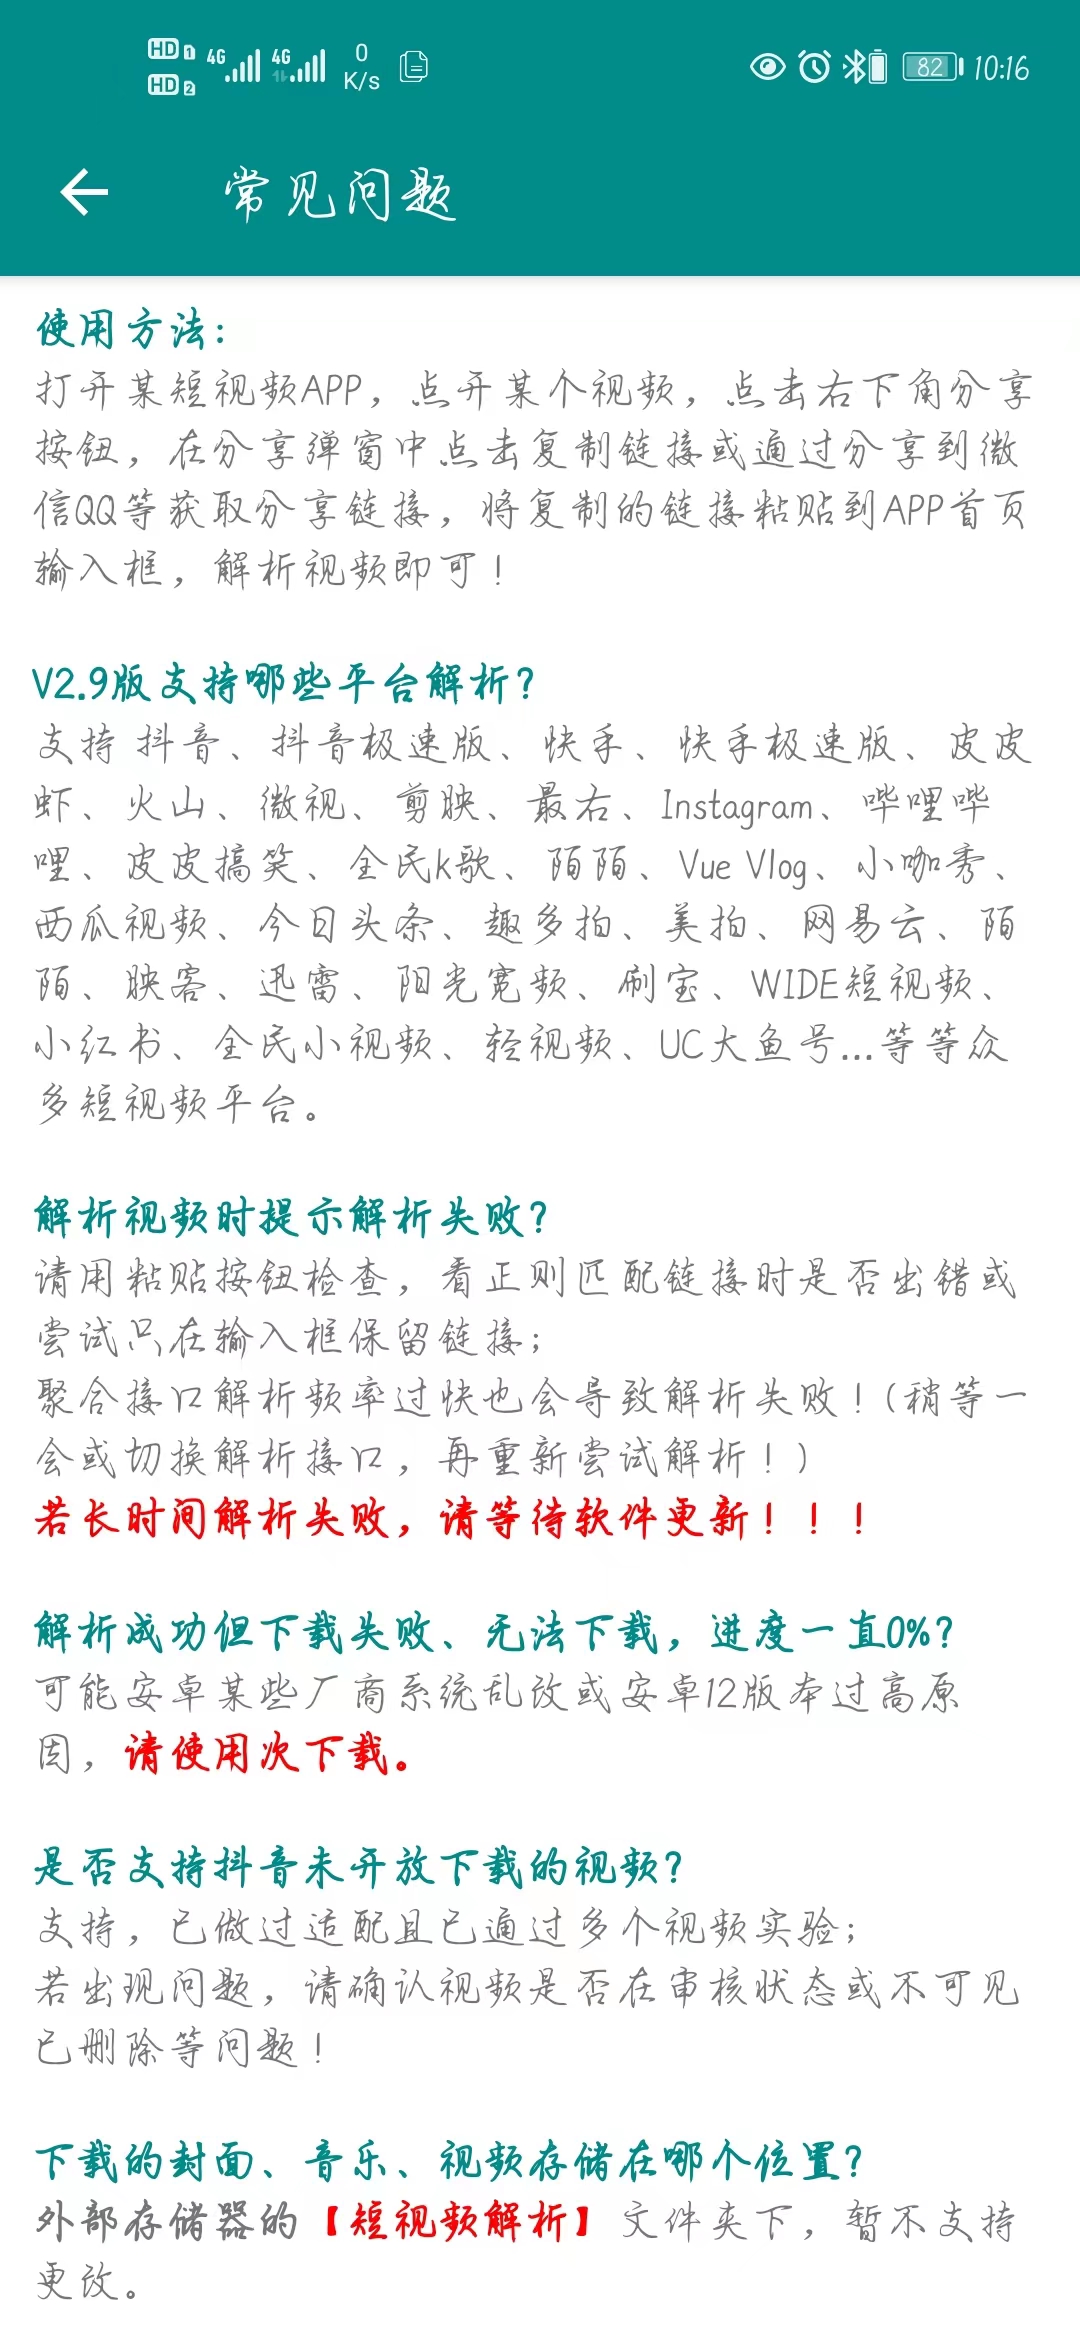 HD 1 4G 4G 0 82 10:16
HD 2 K/s
常见问题
使用方法:
打开某短视频APP，点开某个视频，点击右下角分享
按钮，在分享弹窗中点击复制链接或通过分享到微
信QQ等获取分享链接，将复制的链接粘贴到APP首页
输入框，解析视频即可！
V2.9版支持哪些平台解析？
支持 抖音、抖音极速版、快手、快手极速版、皮皮
虾、火山、微视、剪映、最右、Instagram、哔哩哔
哩、皮皮搞笑、全民k歌、陌陌、Vue Vlog、小咖秀、
西瓜视频、今日头条、趣多拍、美拍、网易云、陌
陌、映客、迅雷、阳光宽频、刷宝、WIDE短视频、
小红书、全民小视频、轻视频、UC大鱼号...等等众
多短视频平台。
解析视频时提示解析失败？
请用粘贴按钮检查，看正则匹配链接时是否出错或
尝试只在输入框保留链接；
聚合接口解析频率过快也会导致解析失败！(稍等一
会或切换解析接口，再重新尝试解析！)
若长时间解析失败，请等待软件更新！！！
解析成功但下载失败、无法下载，进度一直0%？
可能安卓某些厂商系统乱改或安卓12版本过高原
因，请使用次下载。
是否支持抖音未开放下载的视频？
支持，已做过适配且已通过多个视频实验；
若出现问题，请确认视频是否在审核状态或不可见
已删除等问题！
下载的封面、音乐、视频存储在哪个位置？
外部存储器的【短视频解析】文件夹下，暂不支持
更改。